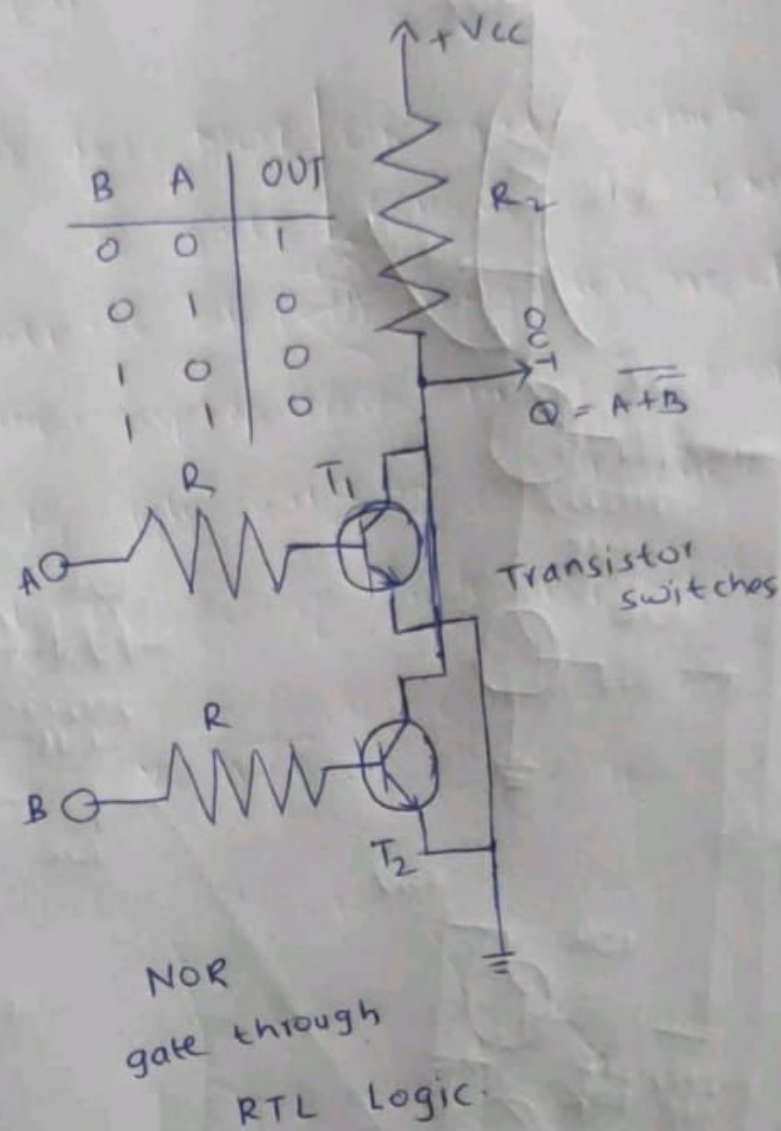 +Vcc
B A OUT
0 0 1
0 1 0
1 0 0
1 1 0
R2
OUT
Q = \overline{A+B}
R
T1
A
Transistor
switches
R
B
T2
NOR
gate through
RTL Logic.